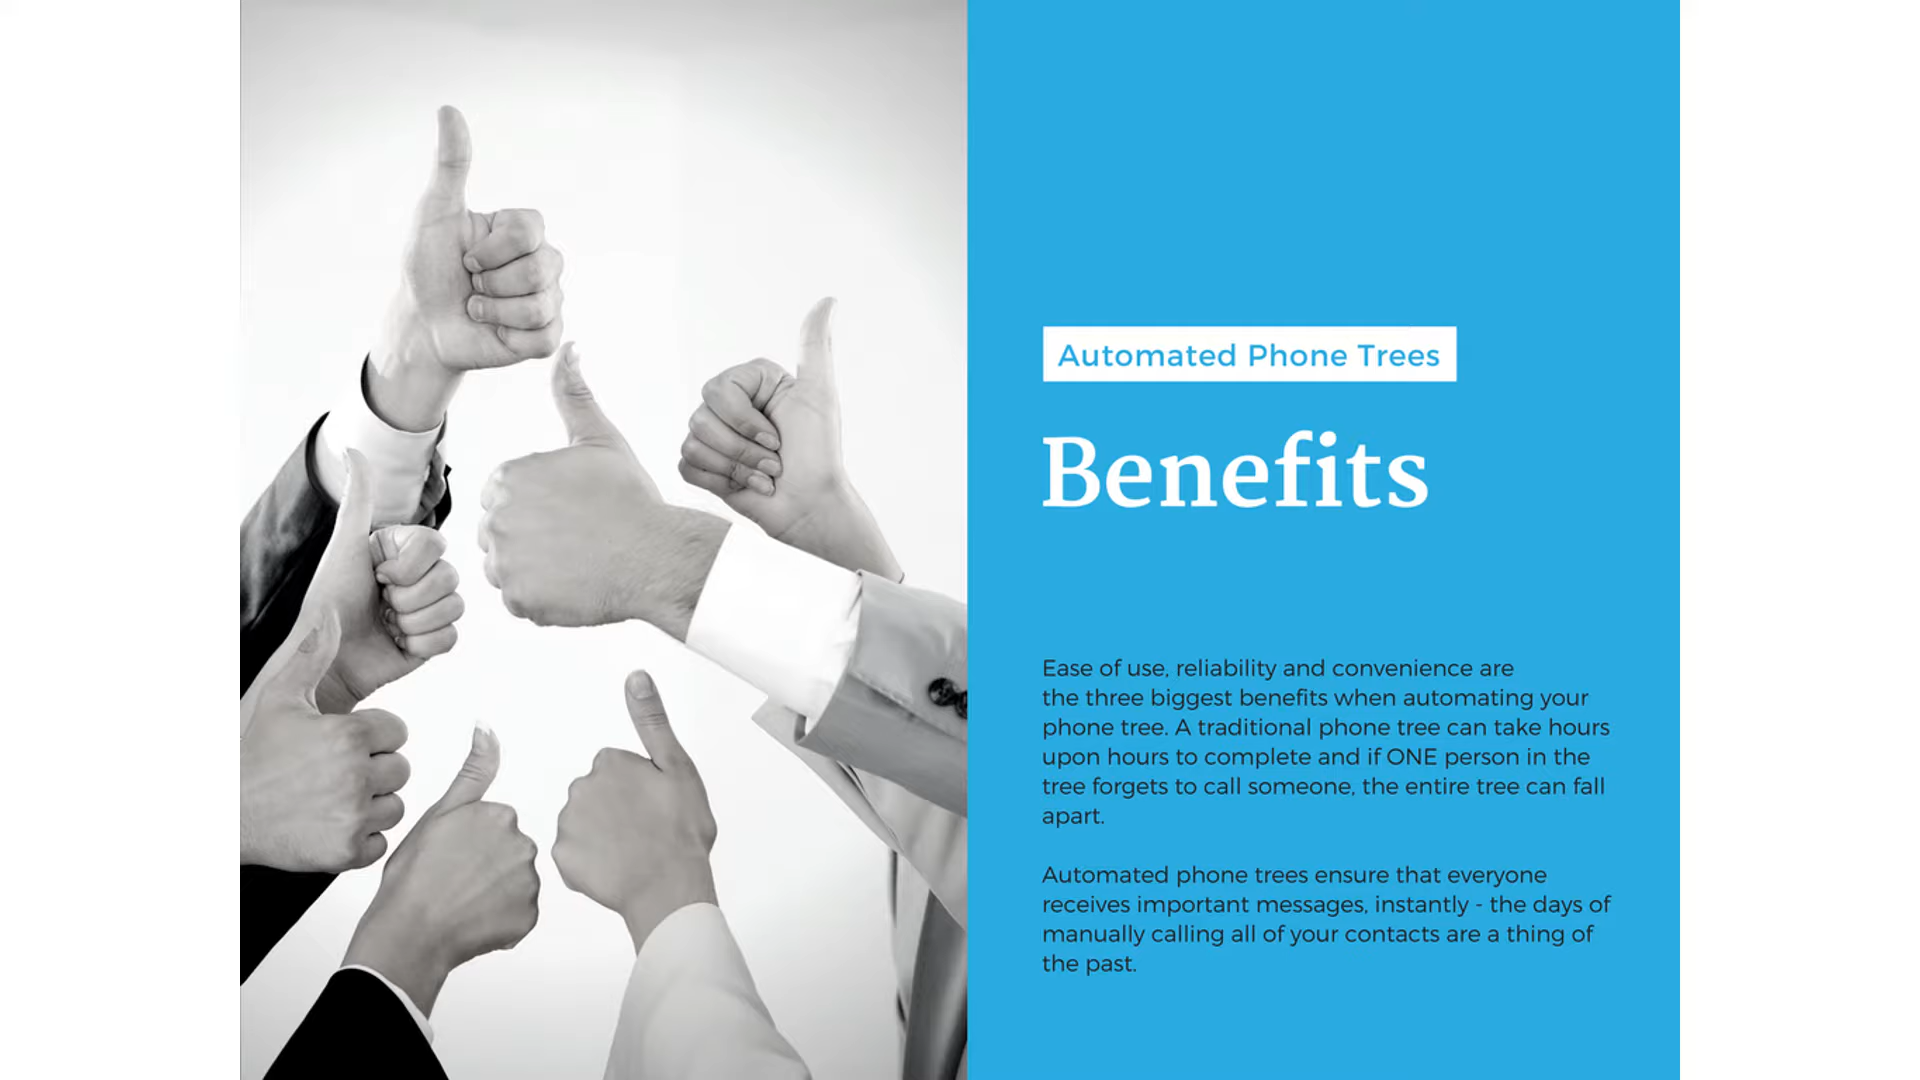 Automated Phone Trees
Benefits
Ease of use, reliability and convenience are
the three biggest benefits when automating your
phone tree. A traditional phone tree can take hours
upon hours to complete and if ONE person in the
tree forgets to call someone, the entire tree can fall
apart.
Automated phone trees ensure that everyone
receives important messages, instantly - the days of
manually calling all of your contacts are a thing of
the past.